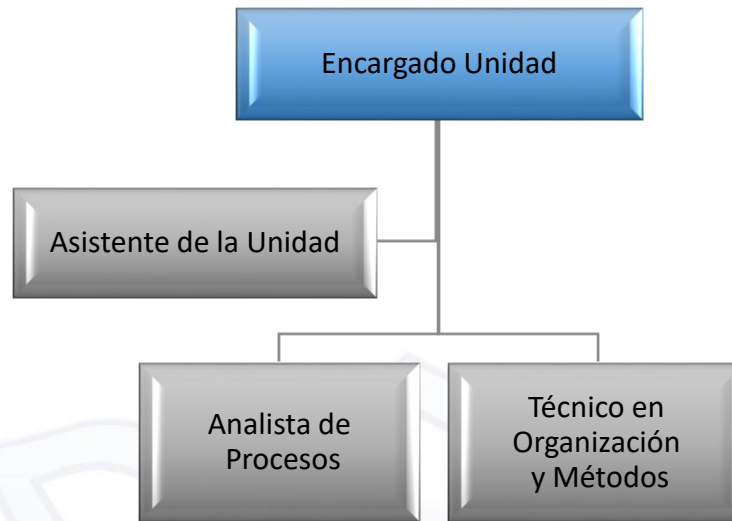 Encargado Unidad
Asistente de la Unidad
Analista de
Procesos
Técnico en
Organización
y Métodos